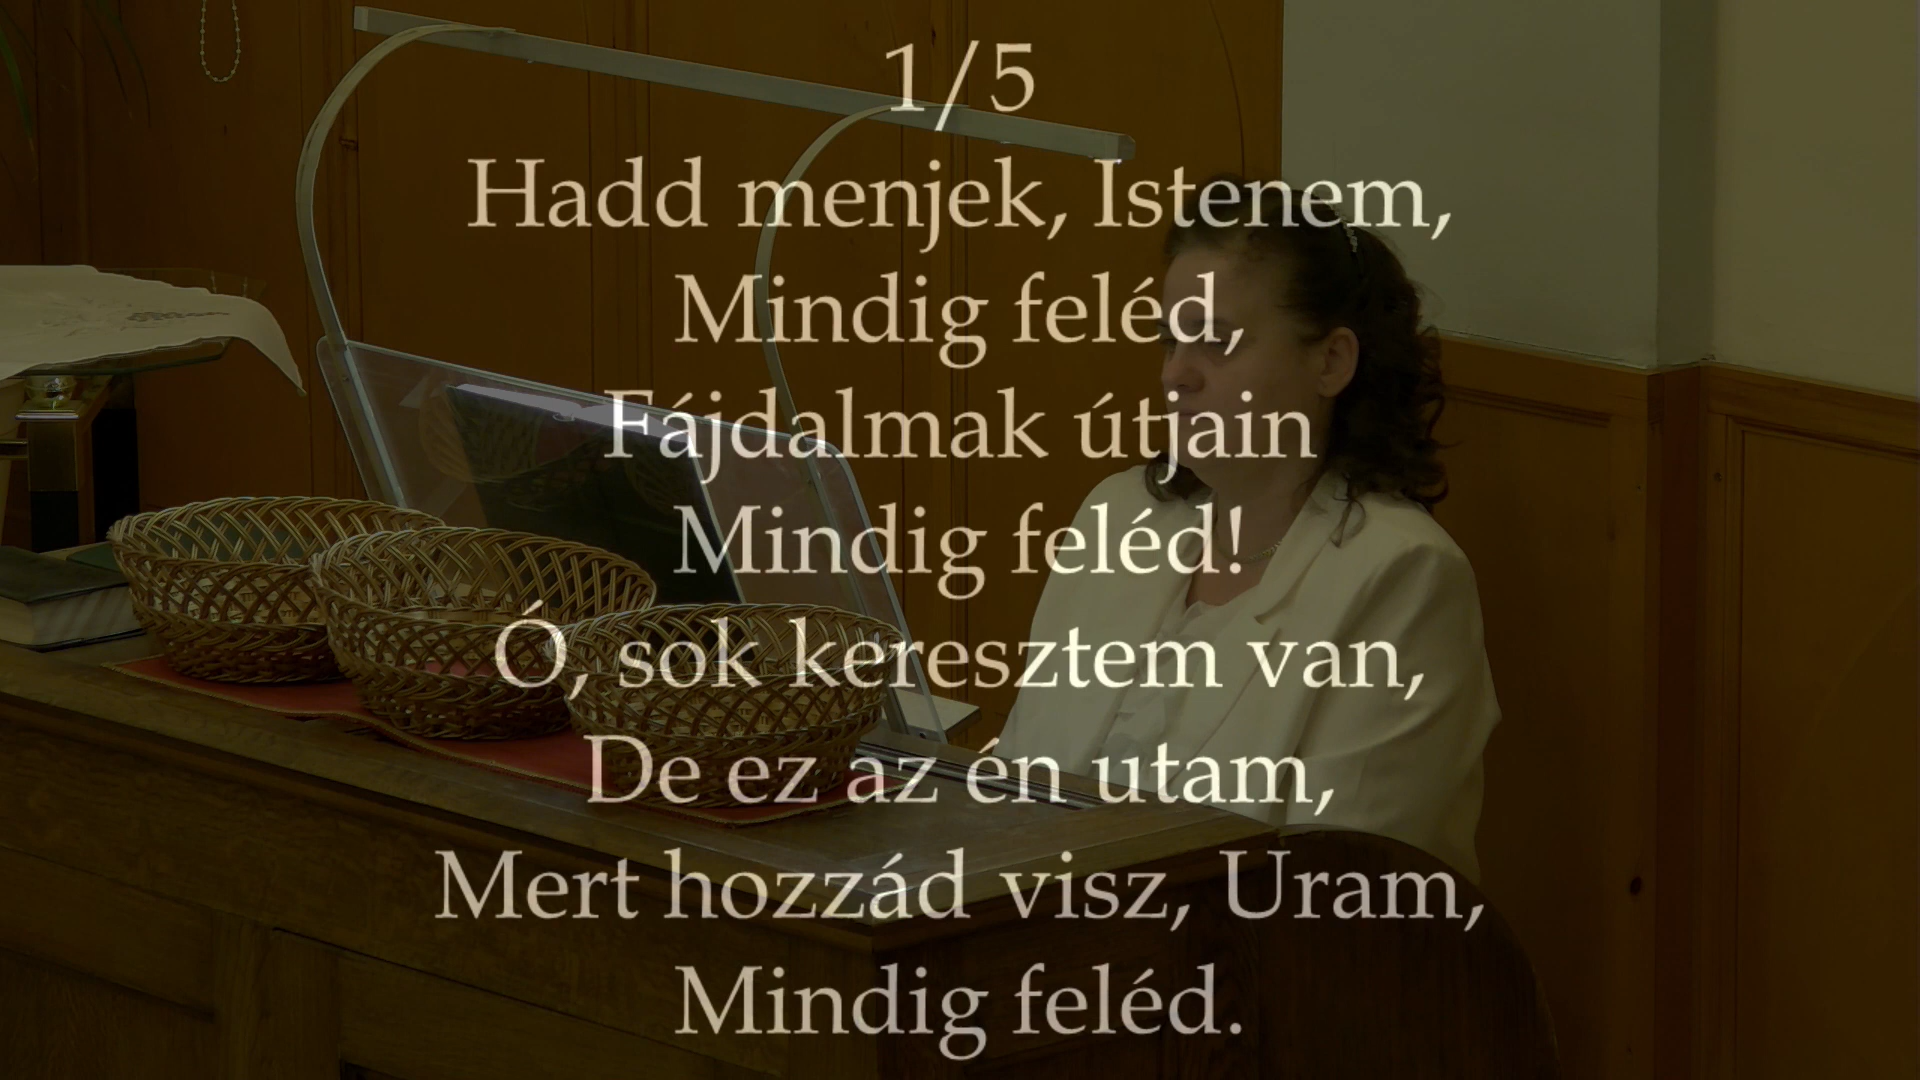 1/5
Hadd menjek, Istenem,
Mindig feléd,
Fájdalmak útjain
Mindig feléd!
Ó, sok keresztem van,
De ez az én utam,
Mert hozzád visz, Uram,
Mindig feléd.